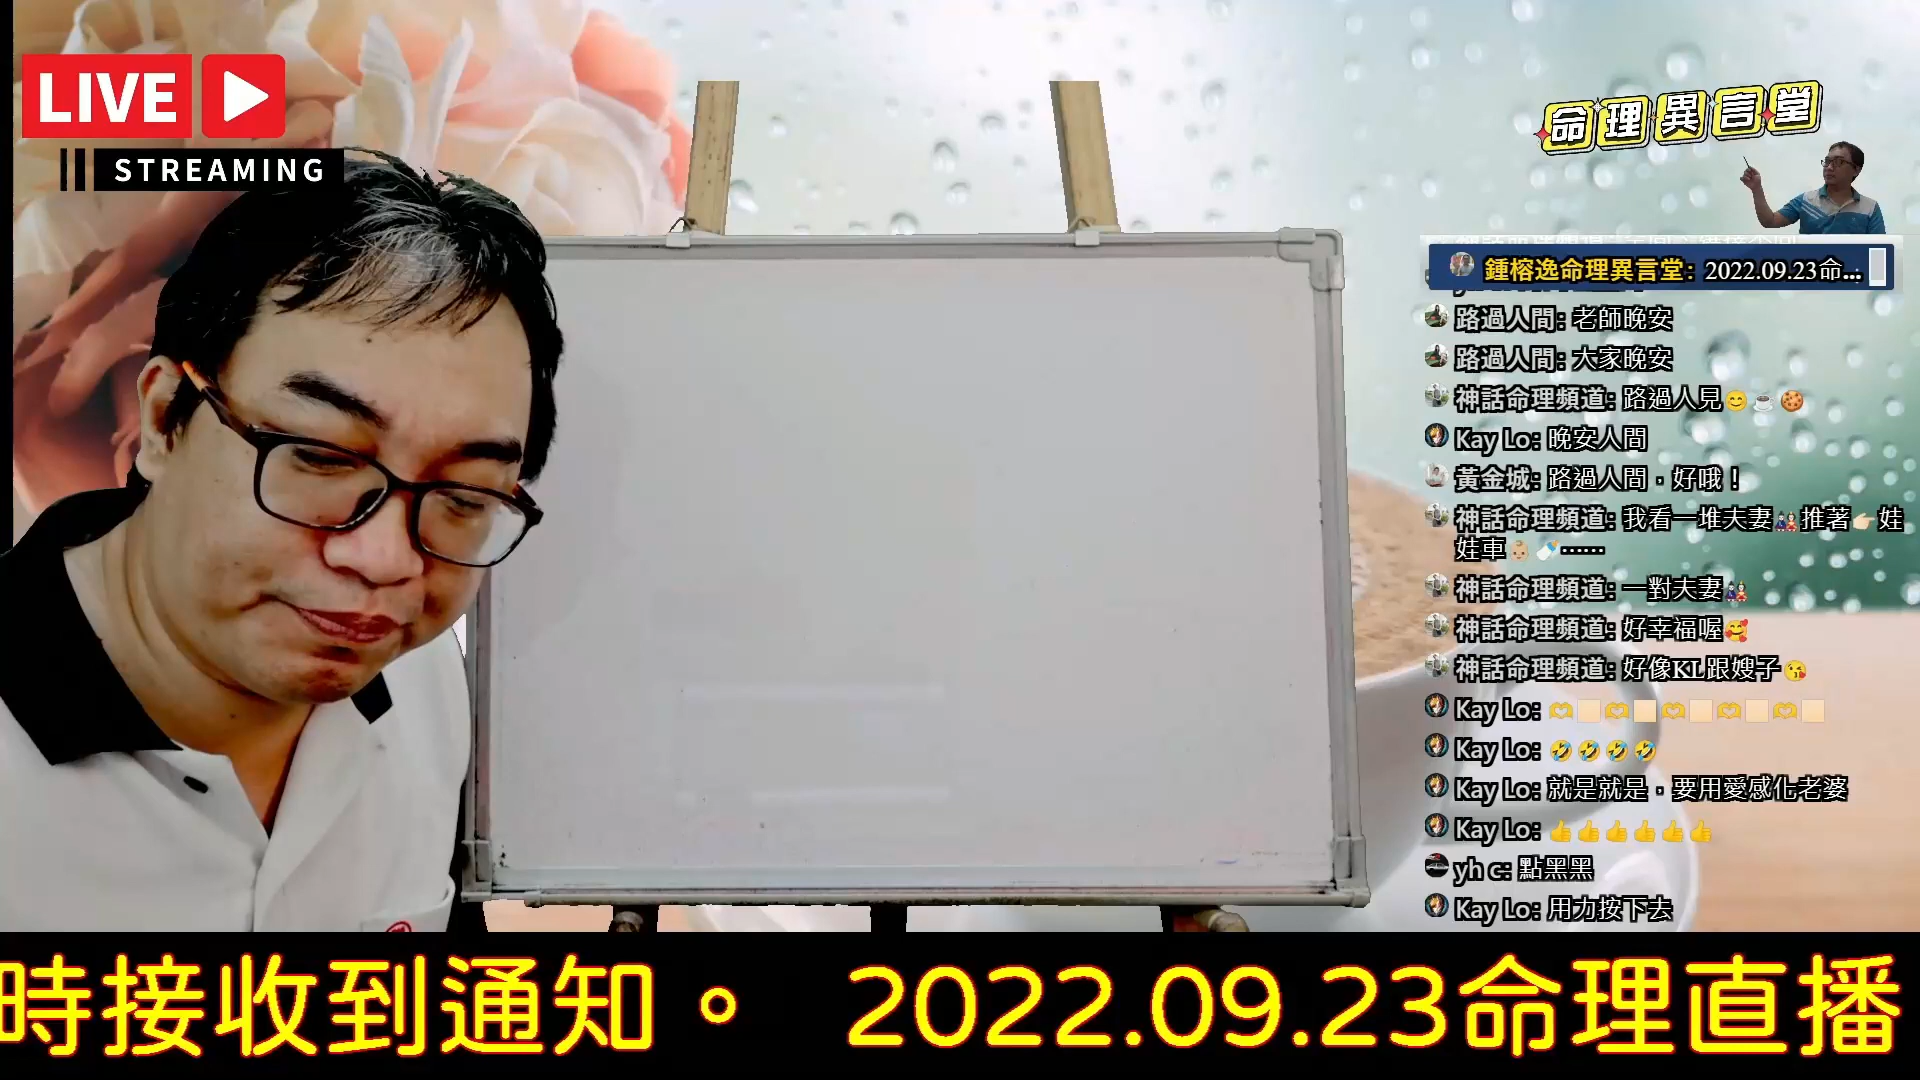 LIVE
STREAMING
命理異言堂
鍾榕逸命理異言堂: 2022.09.23命...
路過人間: 老師晚安
路過人間: 大家晚安
神話命理頻道: 路過人見😊☕🍪
Kay Lo: 晚安人間
黃金城: 路過人間，好哦！
神話命理頻道: 我看一堆夫妻🎎推著👉🏻娃
娃車👶🏻🍼⋯⋯
神話命理頻道: 一對夫妻🎎
神話命理頻道: 好幸福喔🥰
神話命理頻道: 好像KL跟嫂子😘
Kay Lo: 🫶🏻🫶🏻🫶🏻🫶🏻🫶🏻
Kay Lo: 🤣🤣🤣🤣
Kay Lo: 就是就是，要用愛感化老婆
Kay Lo: 👍👍👍👍👍👍
yh c: 點黑黑
Kay Lo: 用力按下去
時接收到通知。 2022.09.23命理直播